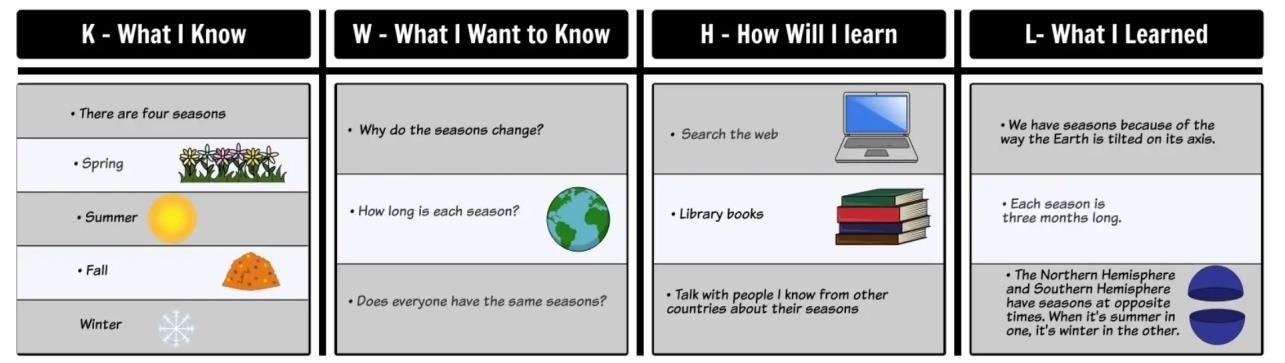 K - What I Know
• There are four seasons
• Spring
• Summer
• Fall
Winter
W - What I Want to Know
• Why do the seasons change?
• How long is each season?
• Does everyone have the same seasons?
H - How Will I learn
• Search the web
• Library books
• Talk with people I know from other
countries about their seasons
L- What I Learned
• We have seasons because of the
way the Earth is tilted on its axis.
• Each season is
three months long.
• The Northern Hemisphere
and Southern Hemisphere
have seasons at opposite
times. When it's summer in
one, it's winter in the other.